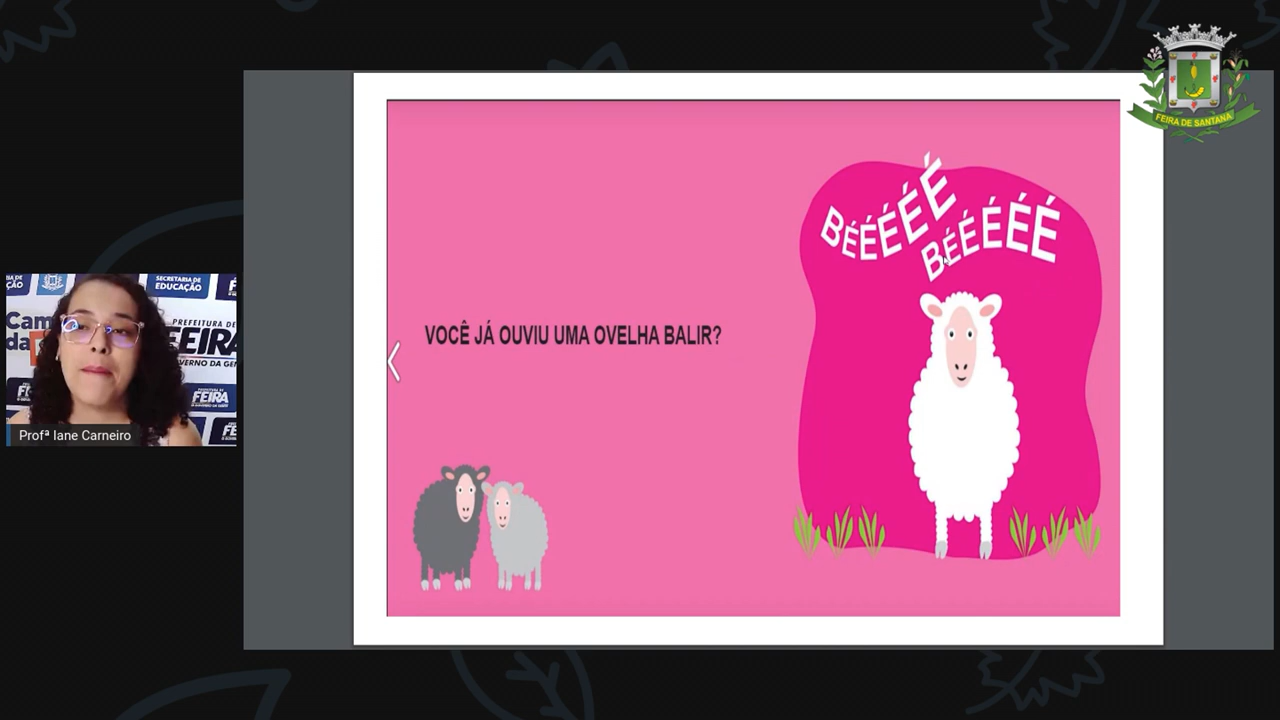 FEIRA DE SANTANA
BÉÉÉÉÉ
BÉÉÉÉÉ
VOCÊ JÁ OUVIU UMA OVELHA BALIR?
SECRETARIA DE
EDUCAÇÃO
PREFEITURA DE
FEIRA
FEIRA
Profª Iane Carneiro